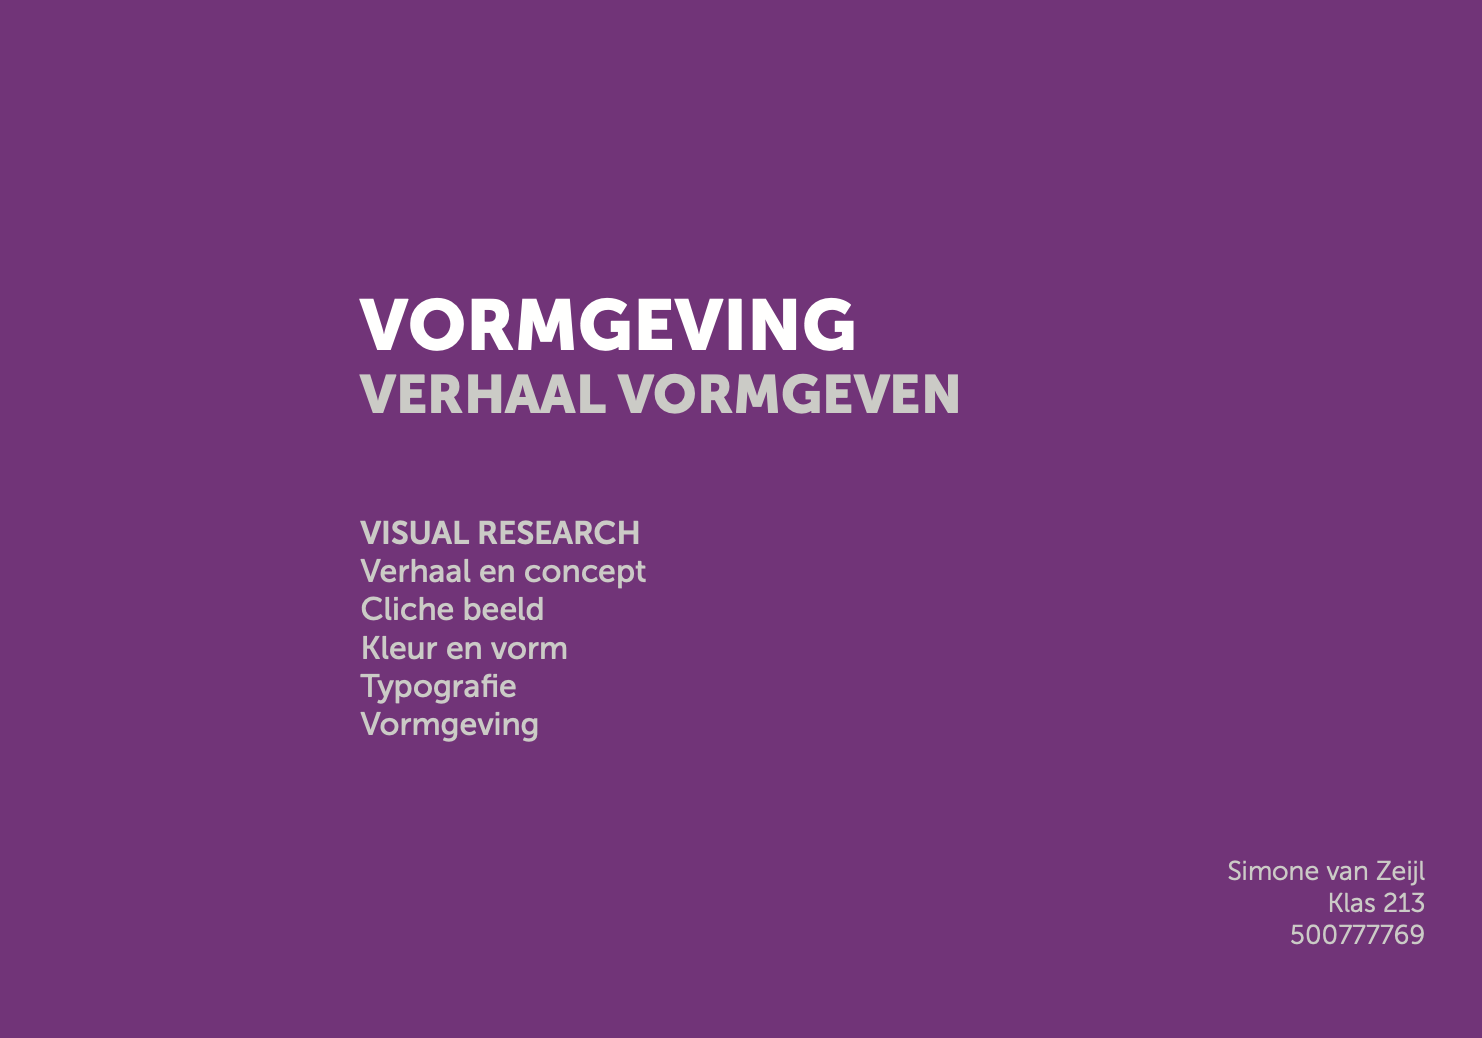 VORMGEVING
VERHAAL VORMGEVEN
VISUAL RESEARCH
Verhaal en concept
Cliche beeld
Kleur en vorm
Typografie
Vormgeving
Simone van Zeijl
Klas 213
500777769